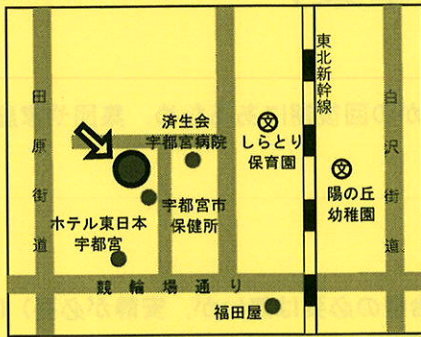 東北新幹線
田原街道
白沢街道
済生会
宇都宮病院
文
しらとり
保育園
文
陽の丘
幼稚園
宇都宮市
保健所
ホテル東日本
宇都宮
競輪場通り
福田屋